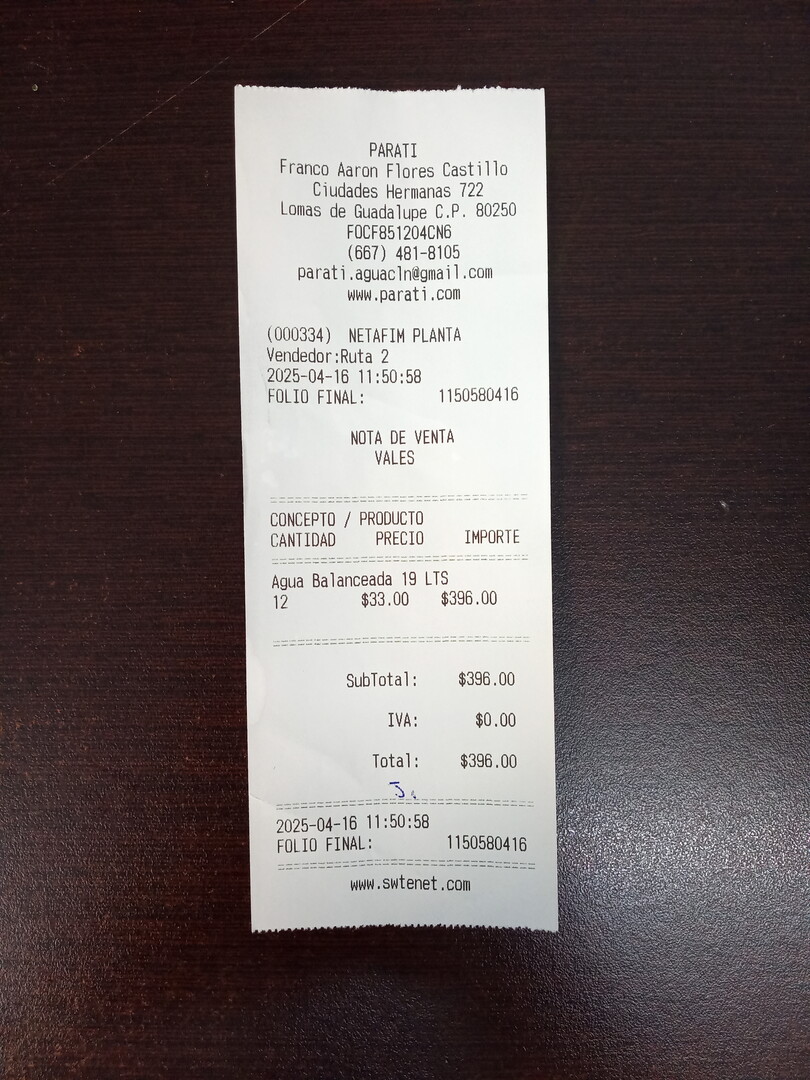 PARATI
Franco Aaron Flores Castillo
Ciudades Hermanas 722
Lomas de Guadalupe C.P. 80250
FOCF851204CN6
(667) 481-8105
parati.aguacln@gmail.com
www.parati.com
(000334) NETAFIM PLANTA
Vendedor:Ruta 2
2025-04-16 11:50:58
FOLIO FINAL: 1150580416
NOTA DE VENTA
VALES
CONCEPTO / PRODUCTO
CANTIDAD PRECIO IMPORTE
Agua Balanceada 19 LTS
12 $33.00 $396.00
SubTotal: $396.00
IVA: $0.00
Total: $396.00
2025-04-16 11:50:58
FOLIO FINAL: 1150580416
www.swtenet.com